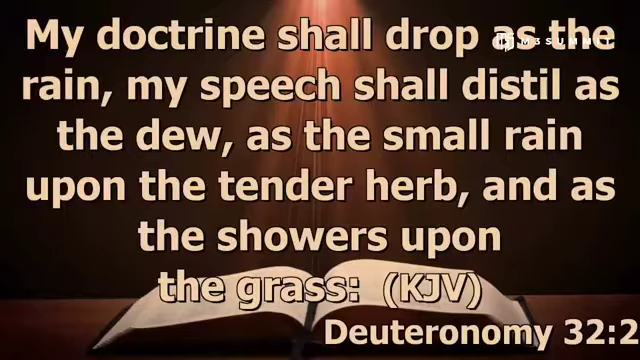 My doctrine shall drop as the
rain, my speech shall distil as
the dew, as the small rain
upon the tender herb, and as
the showers upon
the grass: (KJV)
Deuteronomy 32:2
M3SUMMIT